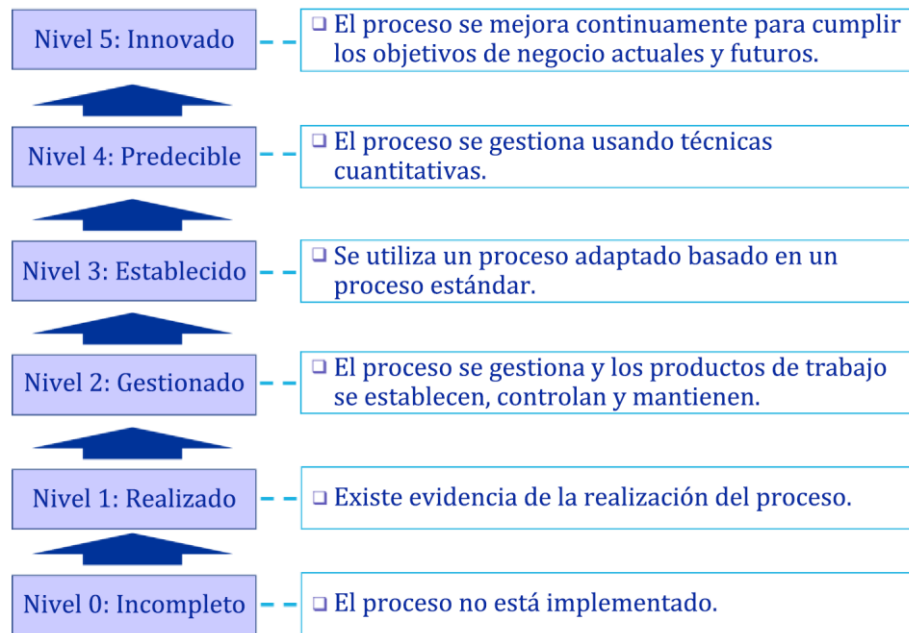 Nivel 5: Innovado
❑ El proceso se mejora continuamente para cumplir
los objetivos de negocio actuales y futuros.
Nivel 4: Predecible
❑ El proceso se gestiona usando técnicas
cuantitativas.
Nivel 3: Establecido
❑ Se utiliza un proceso adaptado basado en un
proceso estándar.
Nivel 2: Gestionado
❑ El proceso se gestiona y los productos de trabajo
se establecen, controlan y mantienen.
Nivel 1: Realizado
❑ Existe evidencia de la realización del proceso.
Nivel 0: Incompleto
❑ El proceso no está implementado.